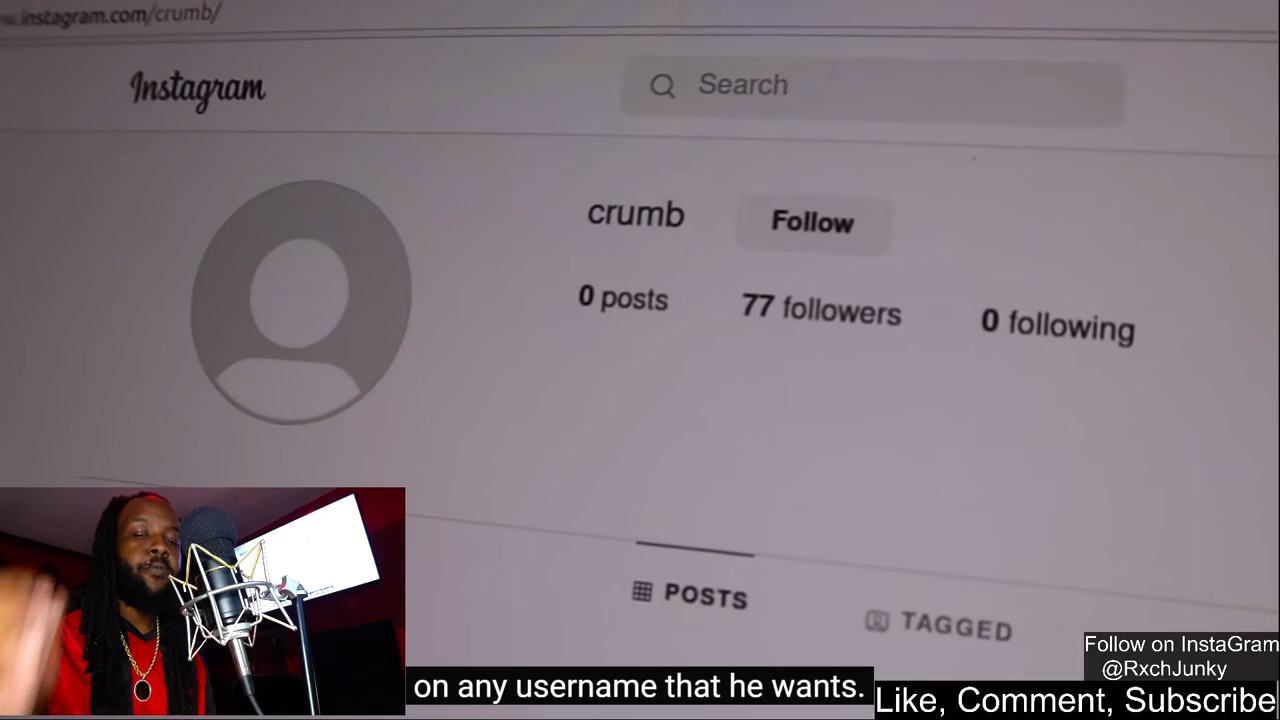 w.instagram.com/crumb/
Instagram
Search
crumb
Follow
0 posts
77 followers
0 following
POSTS
TAGGED
Follow on InstaGram
@RxchJunky
on any username that he wants.
Like, Comment, Subscribe